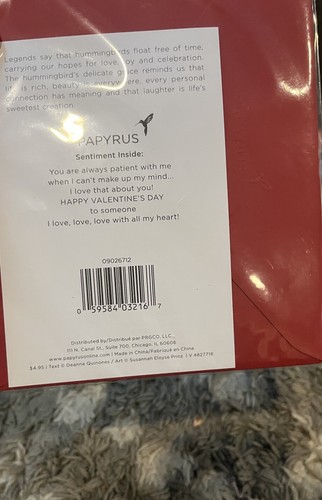 Legends say that hummingbirds float free of time,
carrying our hopes for love, joy and celebration.
The hummingbird's delicate grace reminds us that
life is rich, beauty is everywhere, every personal
connection has meaning and that laughter is life's
sweetest creation.
PAPYRUS
Sentiment Inside:
You are always patient with me
when I can't make up my mind...
I love that about you!
HAPPY VALENTINE'S DAY
to someone
I love, love, love with all my heart!
09026712
0 59584 03216 7
Distributed by/Distribué par PRGCO, LLC,
111 N. Canal St., Suite 700, Chicago, IL 60606
www.papyrusonline.com | Made in China/Fabriqué en Chine
$4.95 | Text © Deanne Quinones / Art © Susannah Eloyse Pring | V #827718